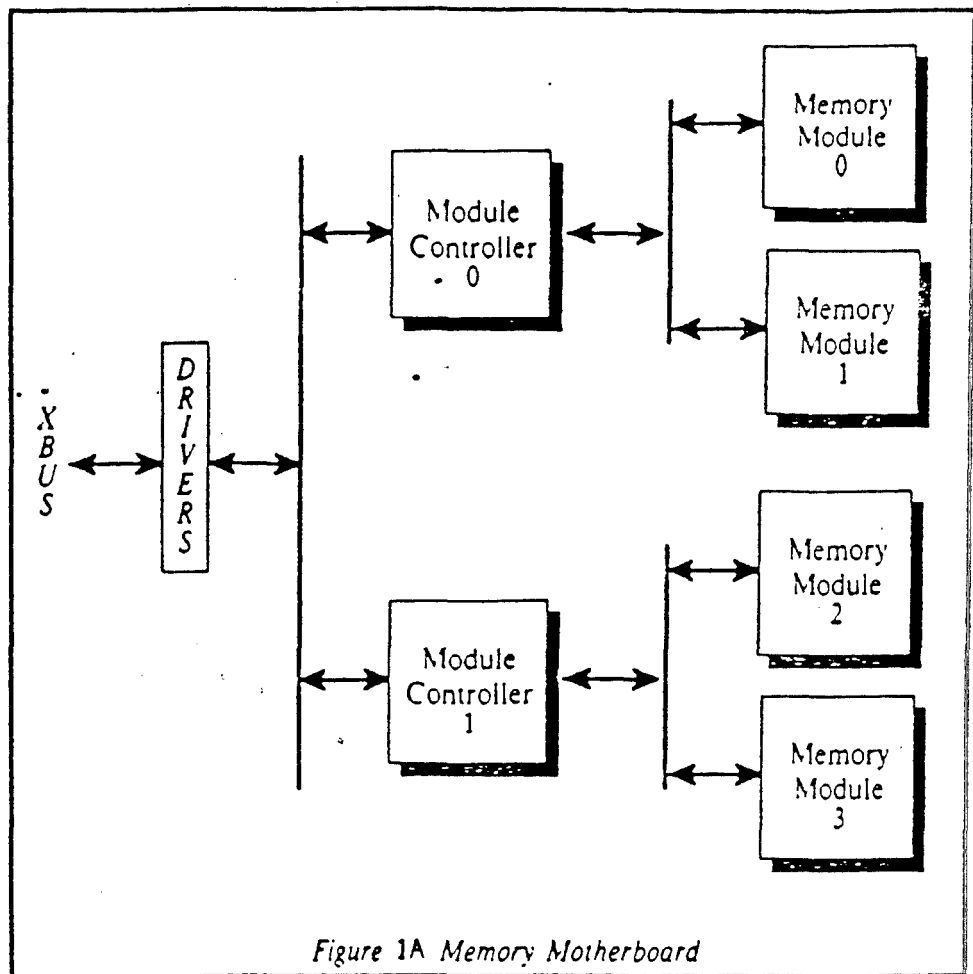 XBUS
DRIVERS
Module
Controller
0
Memory
Module
0
Memory
Module
1
Module
Controller
1
Memory
Module
2
Memory
Module
3
Figure 1A Memory Motherboard